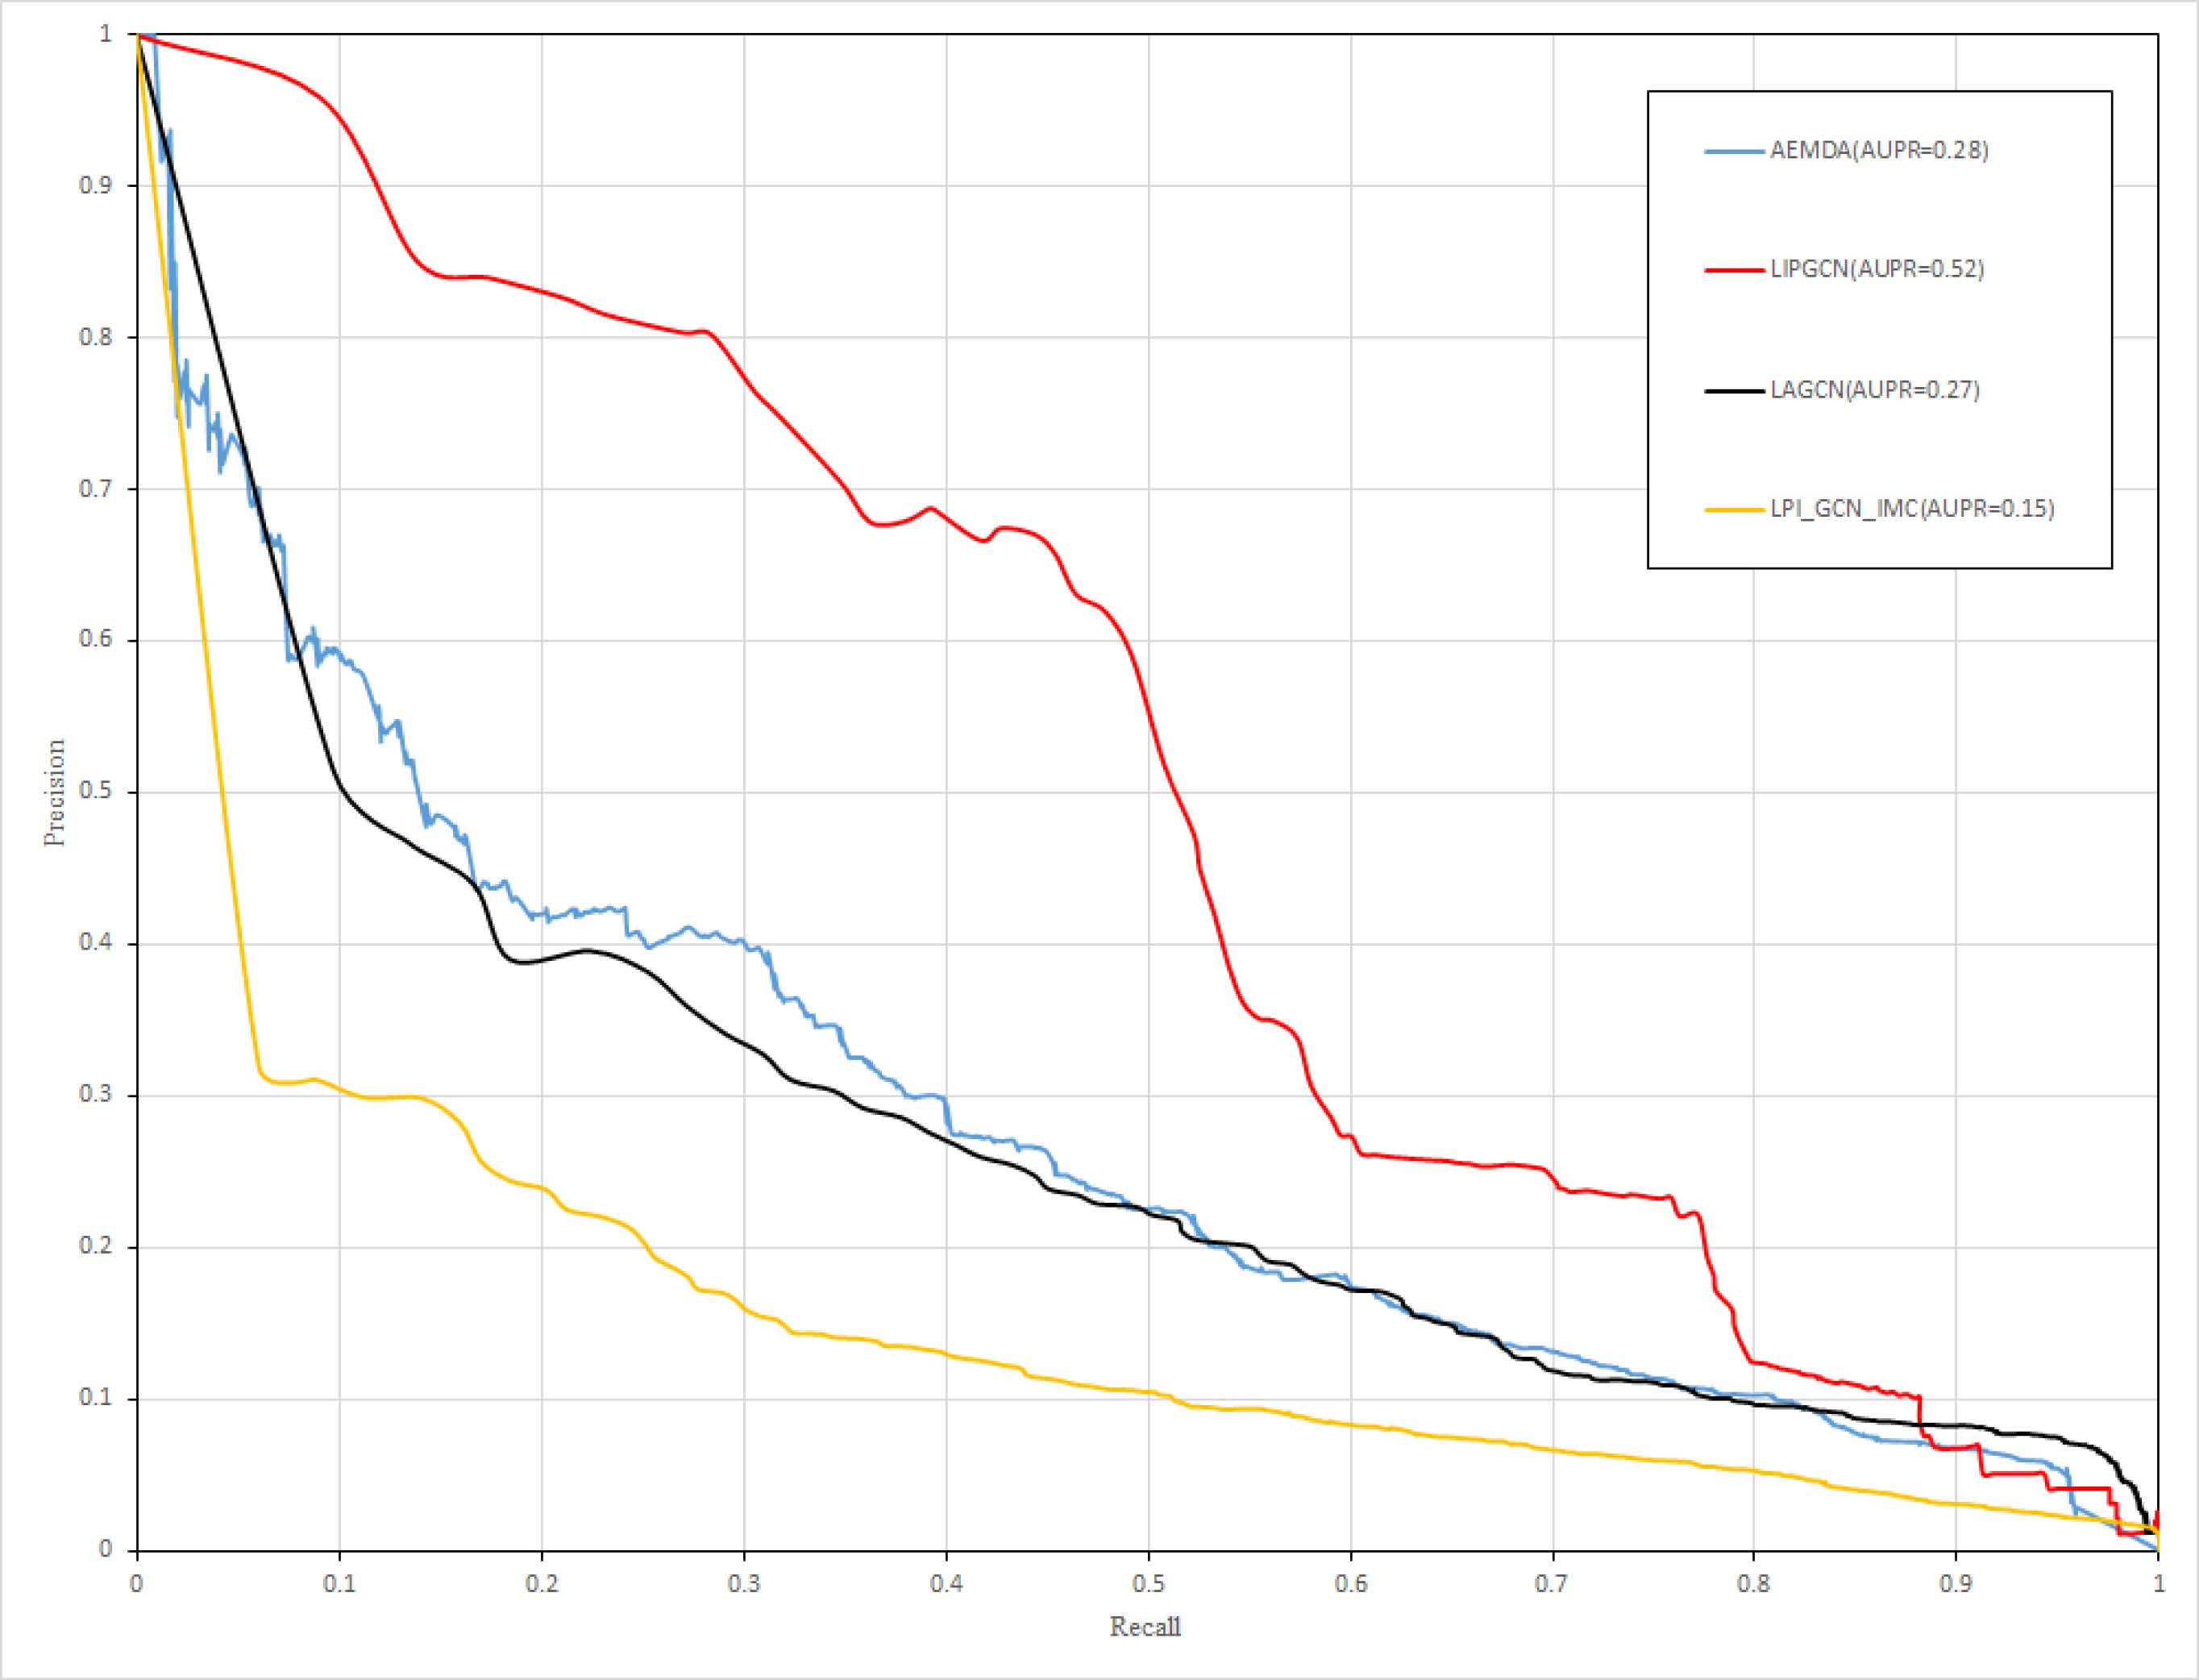 1
0.9
0.8
0.7
0.6
0.5
0.4
0.3
0.2
0.1
0
Precision
AEMDA(AUPR=0.28)
LIPGCN(AUPR=0.52)
LAGCN(AUPR=0.27)
LPI_GCN_IMC(AUPR=0.15)
0 0.1 0.2 0.3 0.4 0.5 0.6 0.7 0.8 0.9 1
Recall